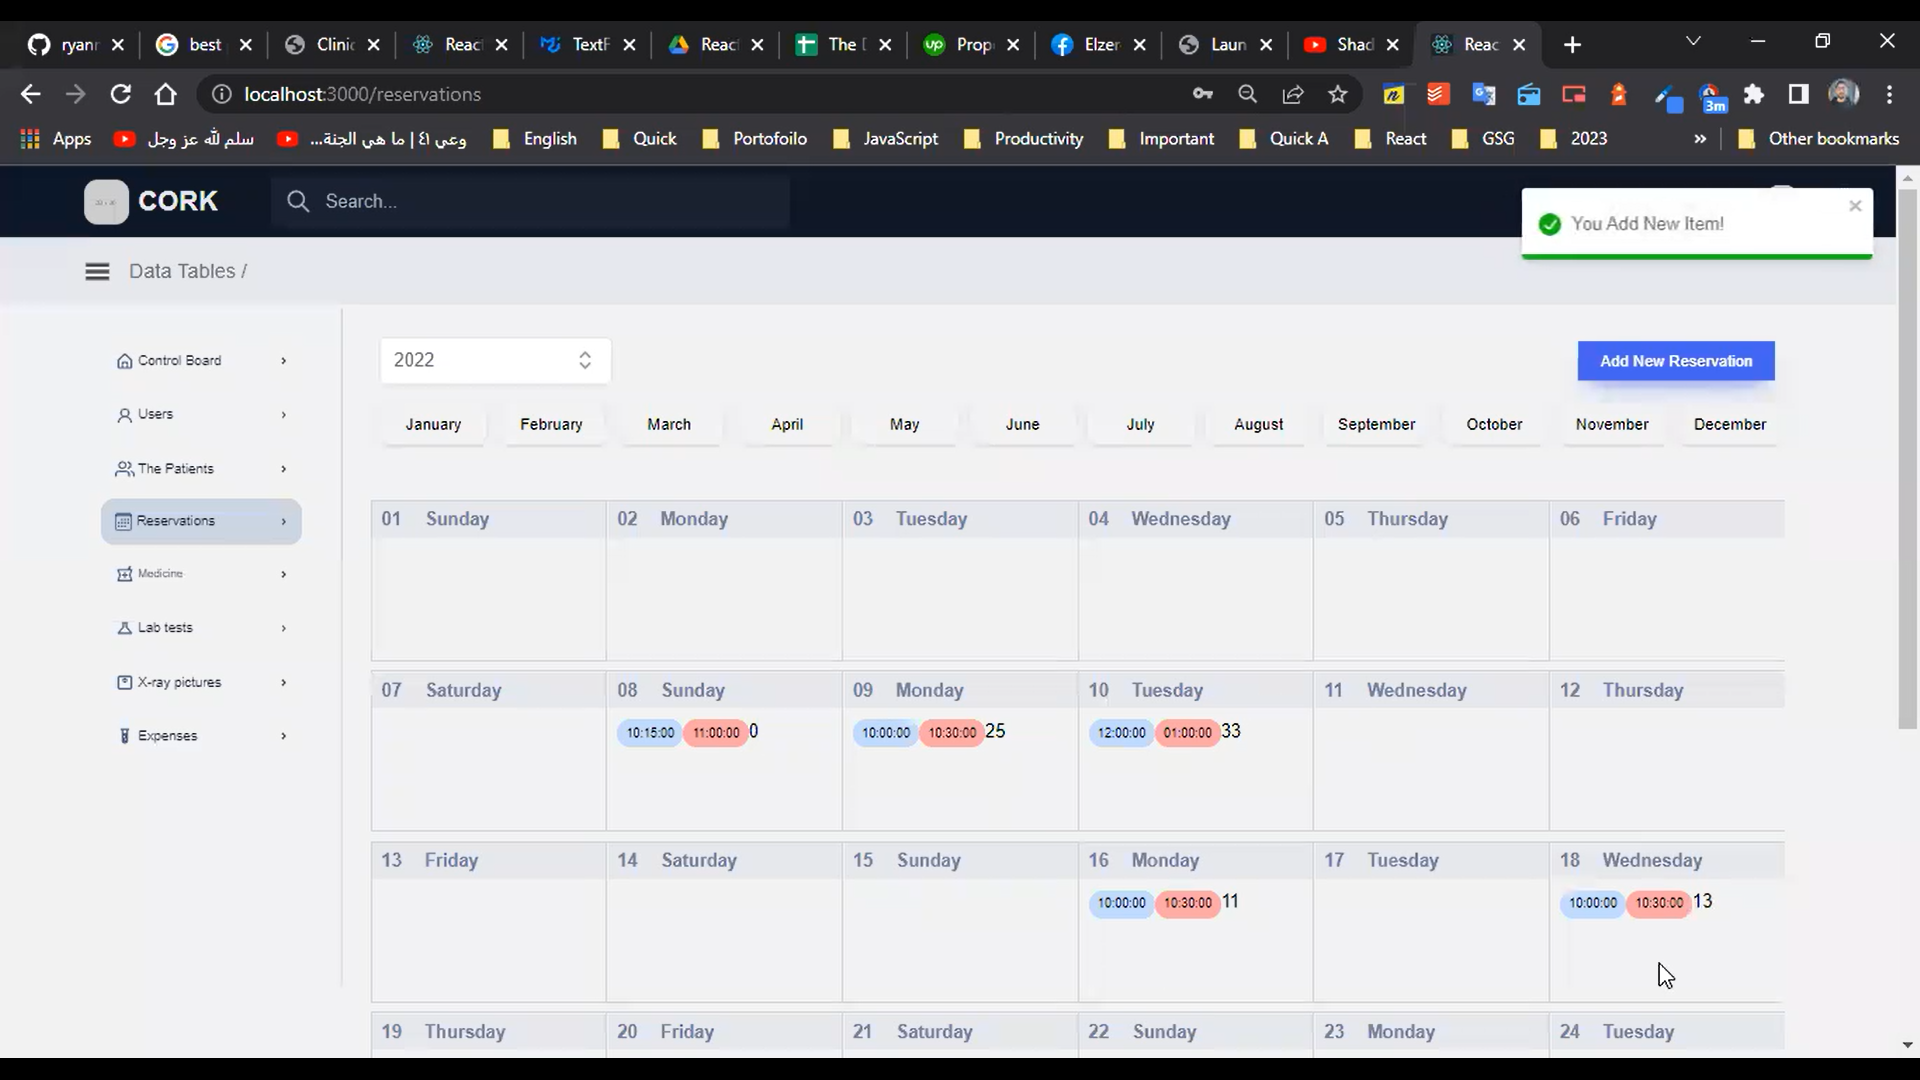 ryanr best Clinic Reac TextF Reac The D Prop Elzer Laun Shad Reac
localhost:3000/reservations
3m
Apps سلم لله عز وجل وعي ٤١ | ما هي الجنة... English Quick Portofoilo JavaScript Productivity Important Quick A React GSG 2023 » Other bookmarks
CORK Search...
You Add New Item!
Data Tables /
Control Board
Users
The Patients
Reservations
Medicine
Lab tests
X-ray pictures
Expenses
2022 Add New Reservation
January February March April May June July August September October November December
01 Sunday 02 Monday 03 Tuesday 04 Wednesday 05 Thursday 06 Friday
07 Saturday 08 Sunday 09 Monday 10 Tuesday 11 Wednesday 12 Thursday
10:15:00 11:00:00 0 10:00:00 10:30:00 25 12:00:00 01:00:00 33
13 Friday 14 Saturday 15 Sunday 16 Monday 17 Tuesday 18 Wednesday
10:00:00 10:30:00 11 10:00:00 10:30:00 13
19 Thursday 20 Friday 21 Saturday 22 Sunday 23 Monday 24 Tuesday